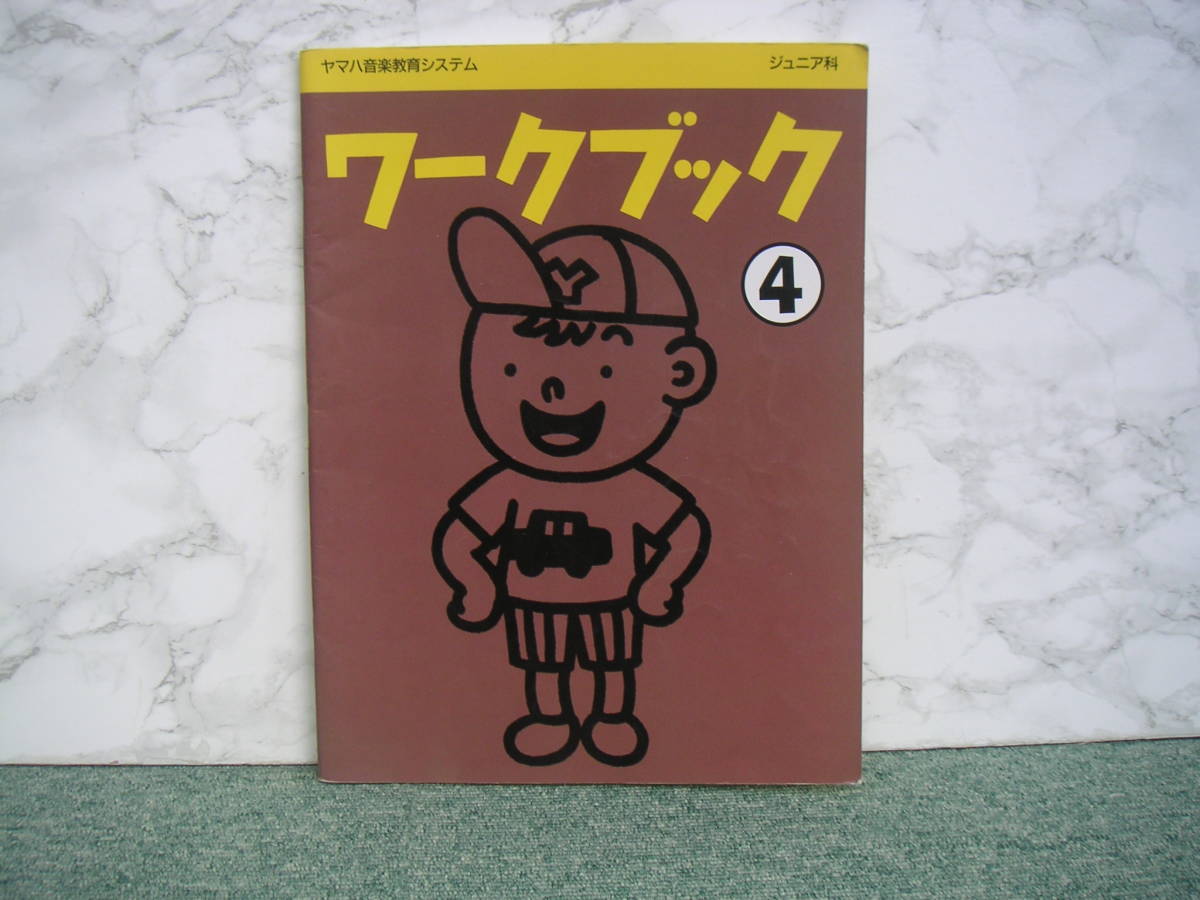 ヤマハ音楽教育システム
ジュニア科
ワークブック
4
Y